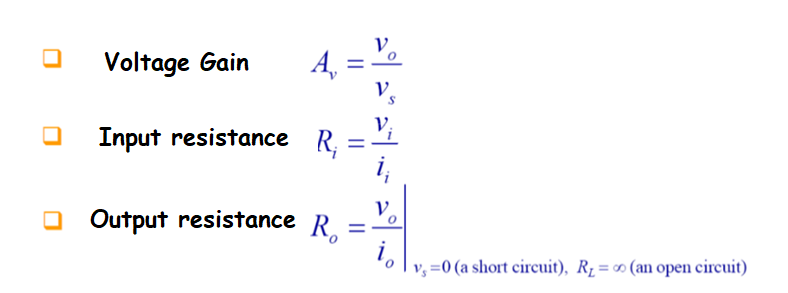 ❑ Voltage Gain A_v = v_o / v_s
❑ Input resistance R_i = v_i / i_i
❑ Output resistance R_o = v_o / i_o | v_s =0 (a short circuit), R_L = ∞ (an open circuit)